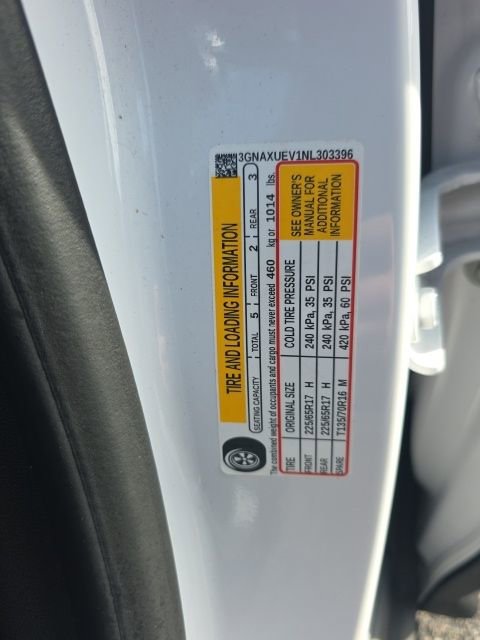 3GNAXUEV1NL303396
TIRE AND LOADING INFORMATION
SEATING CAPACITY TOTAL 5 FRONT 2 REAR 3
The combined weight of occupants and cargo must never exceed 460 kg or 1014 lbs.
TIRE ORIGINAL SIZE COLD TIRE PRESSURE
FRONT 225/65R17 H 240 kPa, 35 PSI
REAR 225/65R17 H 240 kPa, 35 PSI
SPARE T135/70R16 M 420 kPa, 60 PSI
SEE OWNER'S
MANUAL FOR
ADDITIONAL
INFORMATION